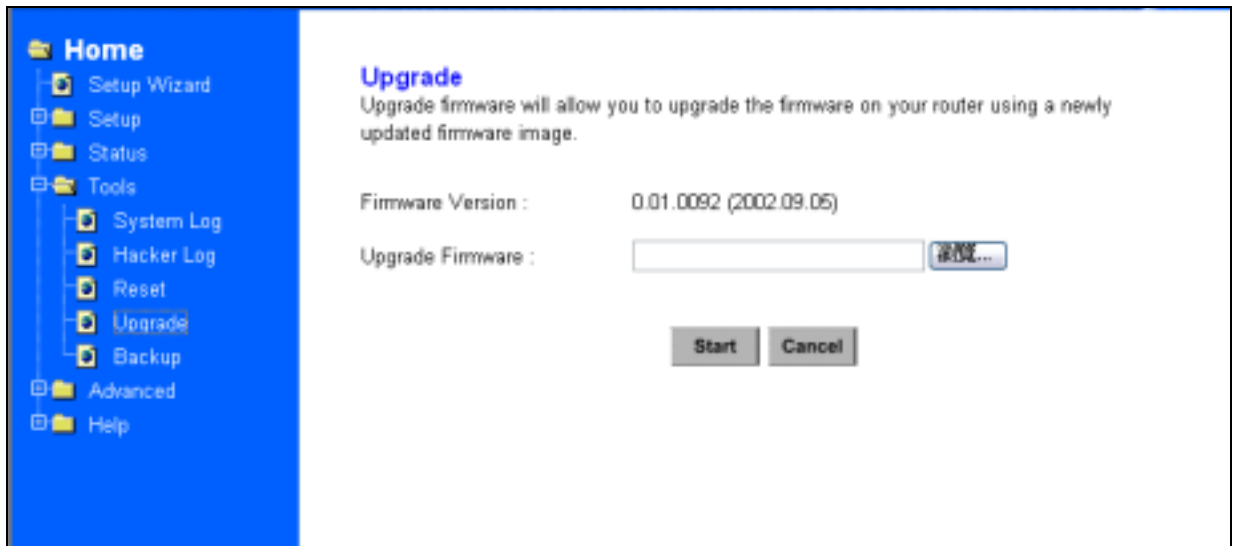 Home
Setup Wizard
Setup
Status
Tools
System Log
Hacker Log
Reset
Upgrade
Backup
Advanced
Help
Upgrade
Upgrade firmware will allow you to upgrade the firmware on your router using a newly
updated firmware image.
Firmware Version : 0.01.0092 (2002.09.05)
Upgrade Firmware : 瀏覽...
Start Cancel